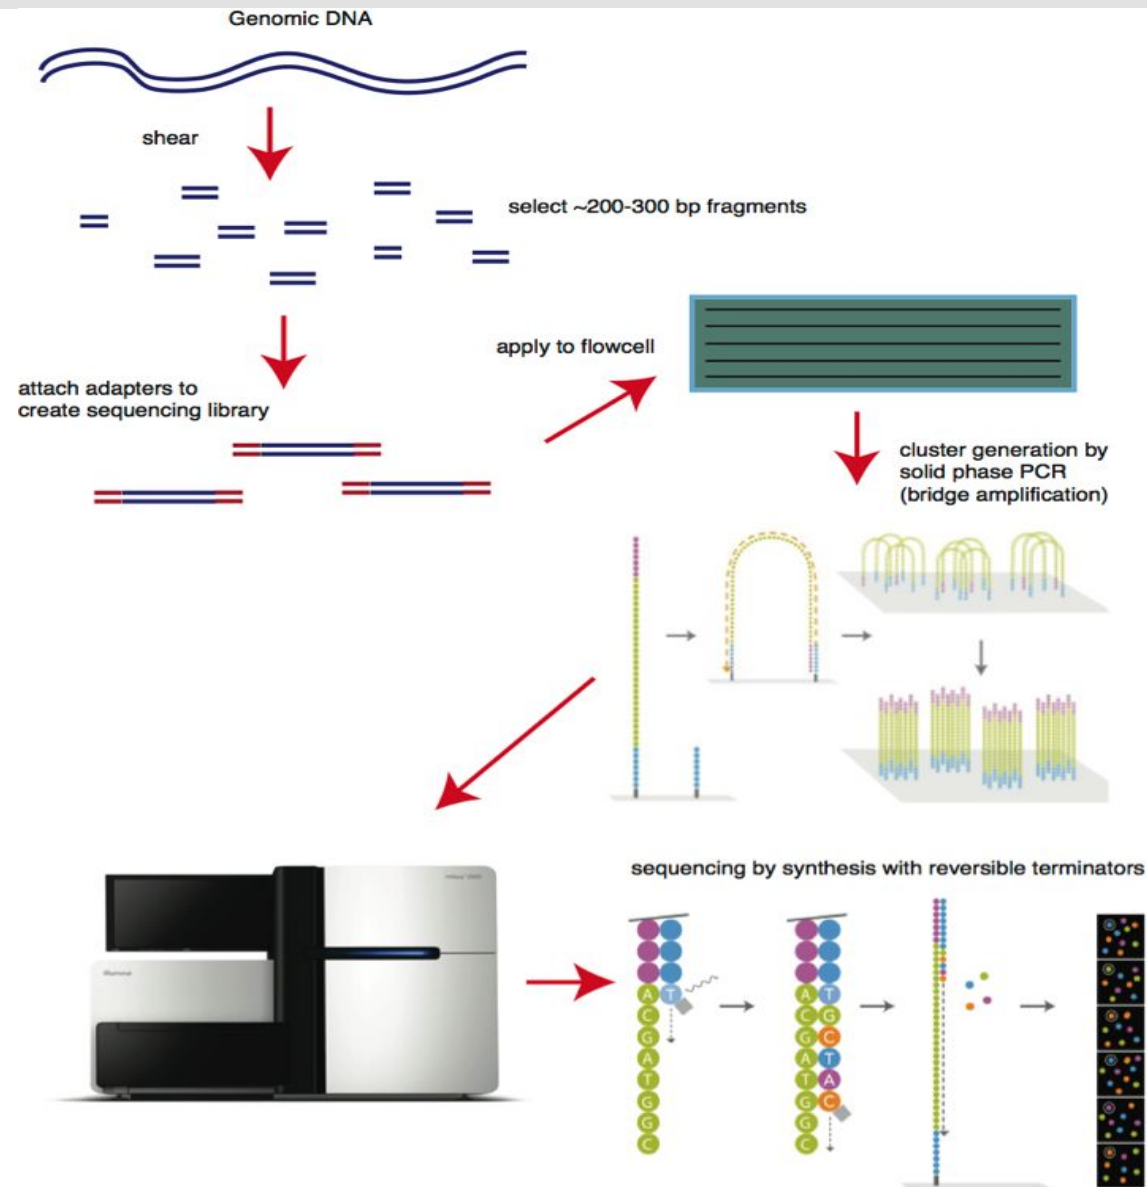 Genomic DNA
shear
select ~200-300 bp fragments
apply to flowcell
attach adapters to
create sequencing library
cluster generation by
solid phase PCR
(bridge amplification)
sequencing by synthesis with reversible terminators
illumina
A T
C
G
A
T
G
G
C
A T
C G
G C
A T
T A
G C
G
C